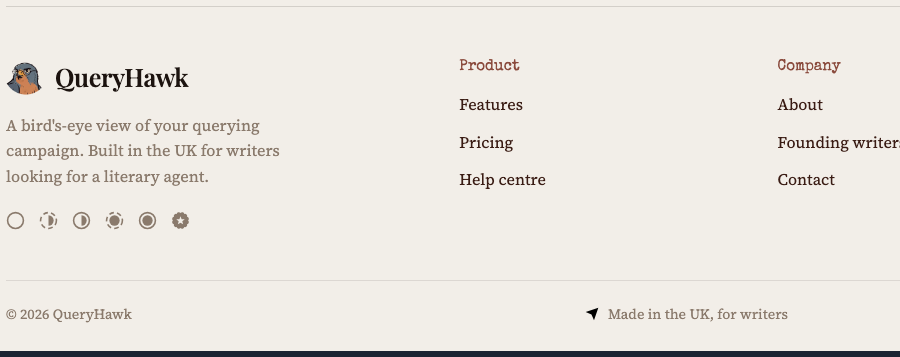 QueryHawk
A bird's-eye view of your querying
campaign. Built in the UK for writers
looking for a literary agent.
Product
Features
Pricing
Help centre
Company
About
Founding writers
Contact
© 2026 QueryHawk
Made in the UK, for writers